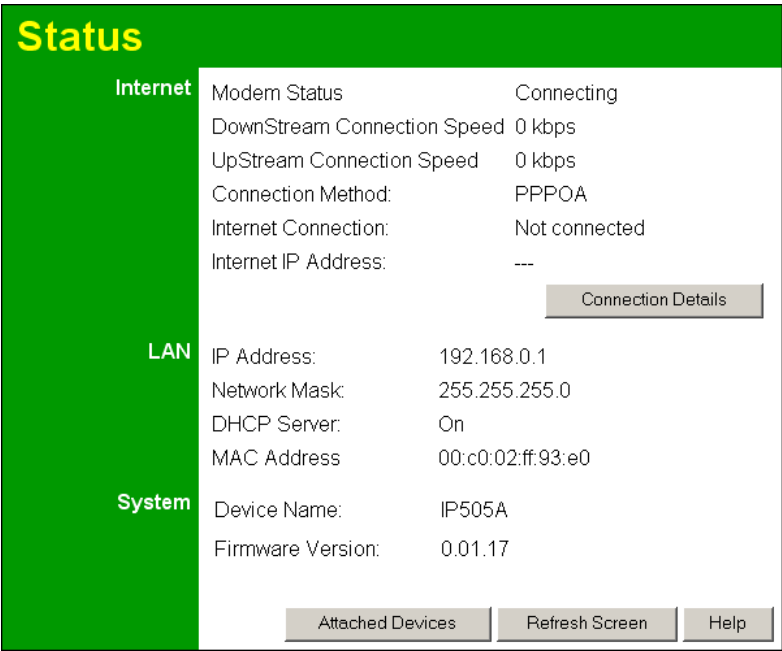 Status
Internet
Modem Status Connecting
DownStream Connection Speed 0 kbps
UpStream Connection Speed 0 kbps
Connection Method: PPPOA
Internet Connection: Not connected
Internet IP Address: ---
Connection Details
LAN
IP Address: 192.168.0.1
Network Mask: 255.255.255.0
DHCP Server: On
MAC Address 00:c0:02:ff:93:e0
System
Device Name: IP505A
Firmware Version: 0.01.17
Attached Devices Refresh Screen Help